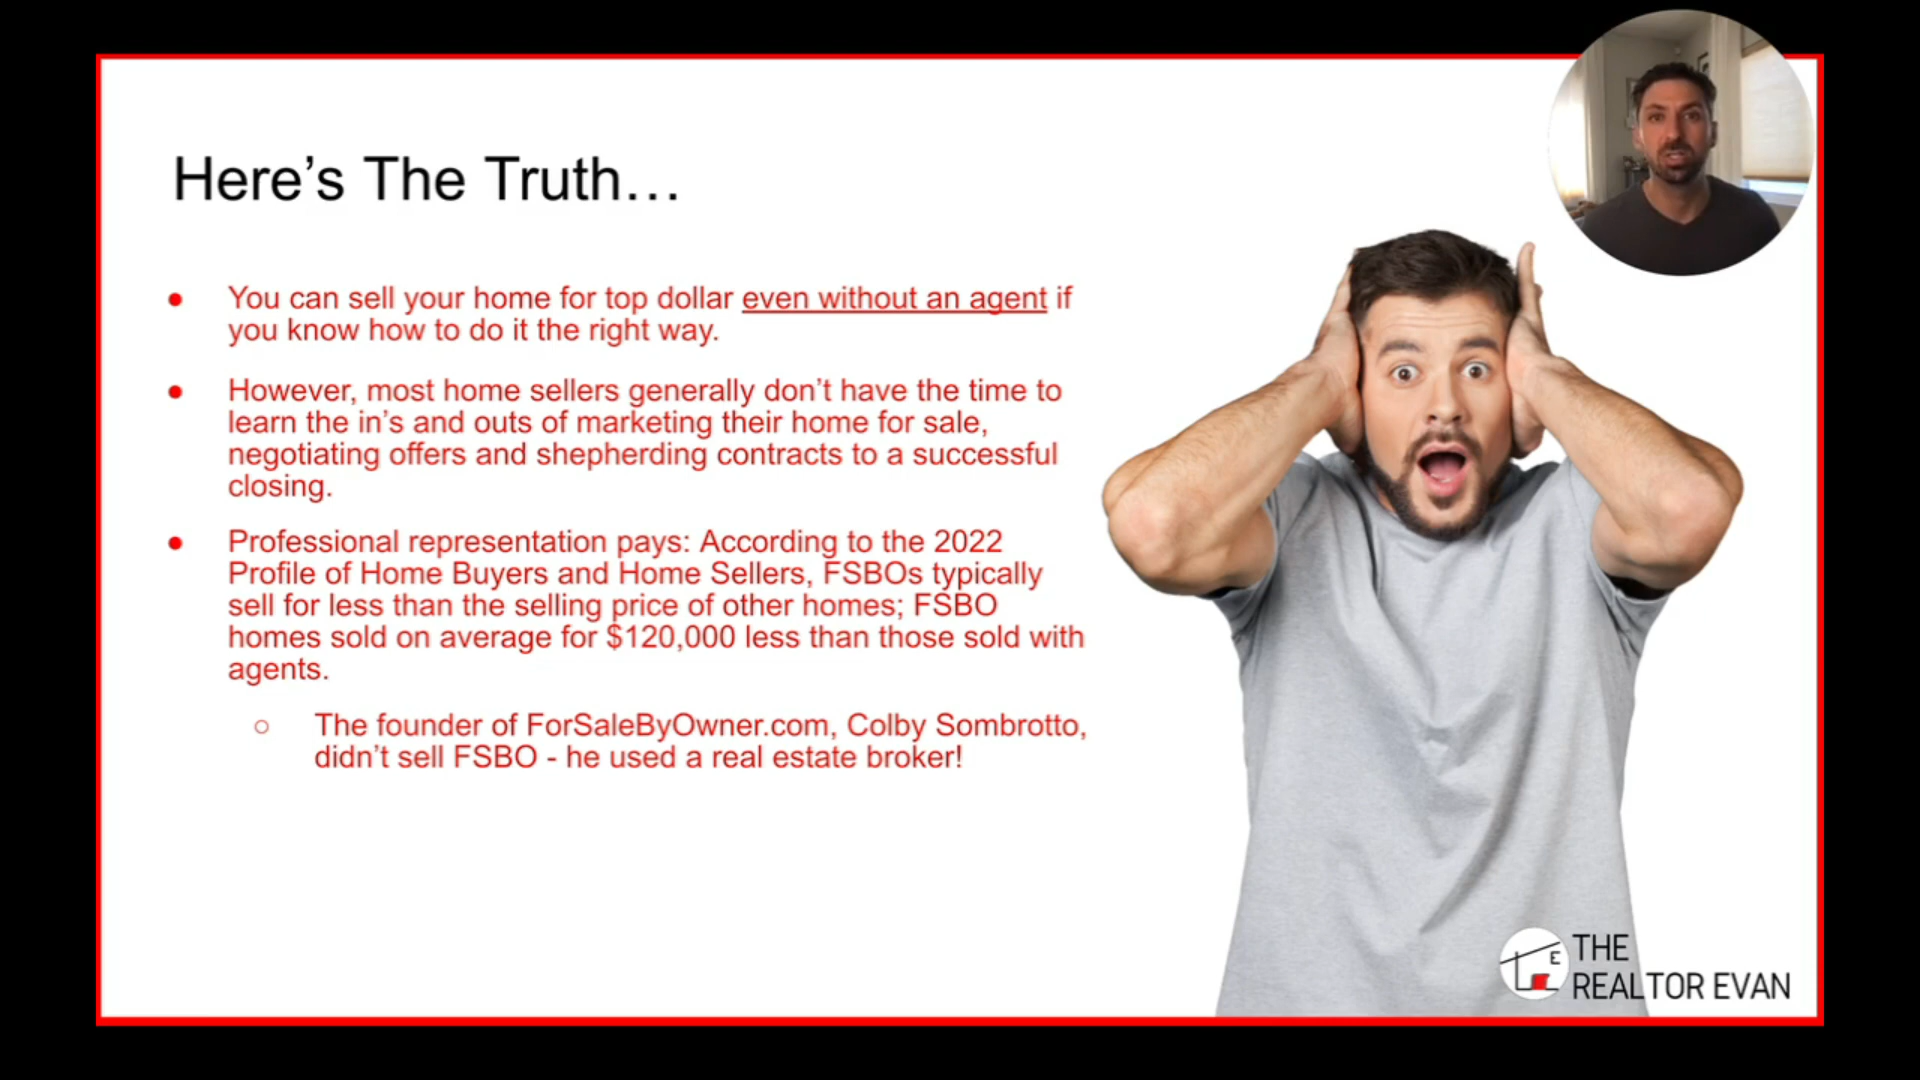 Here’s The Truth…
● You can sell your home for top dollar even without an agent if
you know how to do it the right way.
● However, most home sellers generally don’t have the time to
learn the in’s and outs of marketing their home for sale,
negotiating offers and shepherding contracts to a successful
closing.
● Professional representation pays: According to the 2022
Profile of Home Buyers and Home Sellers, FSBOs typically
sell for less than the selling price of other homes; FSBO
homes sold on average for $120,000 less than those sold with
agents.
○ The founder of ForSaleByOwner.com, Colby Sombrotto,
didn’t sell FSBO - he used a real estate broker!
E
THE
REALTOR EVAN